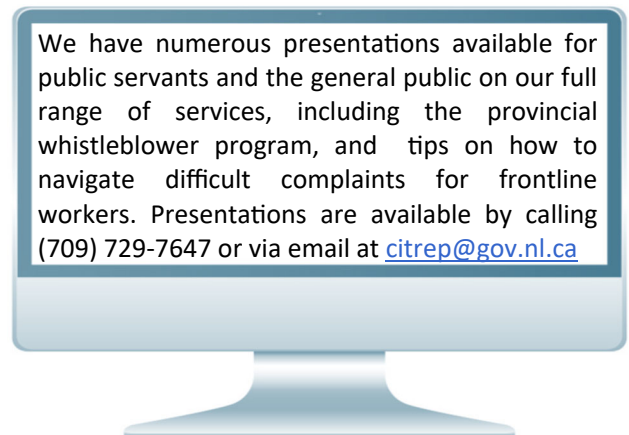 We have numerous presentations available for
public servants and the general public on our full
range of services, including the provincial
whistleblower program, and tips on how to
navigate difficult complaints for frontline
workers. Presentations are available by calling
(709) 729-7647 or via email at citrep@gov.nl.ca